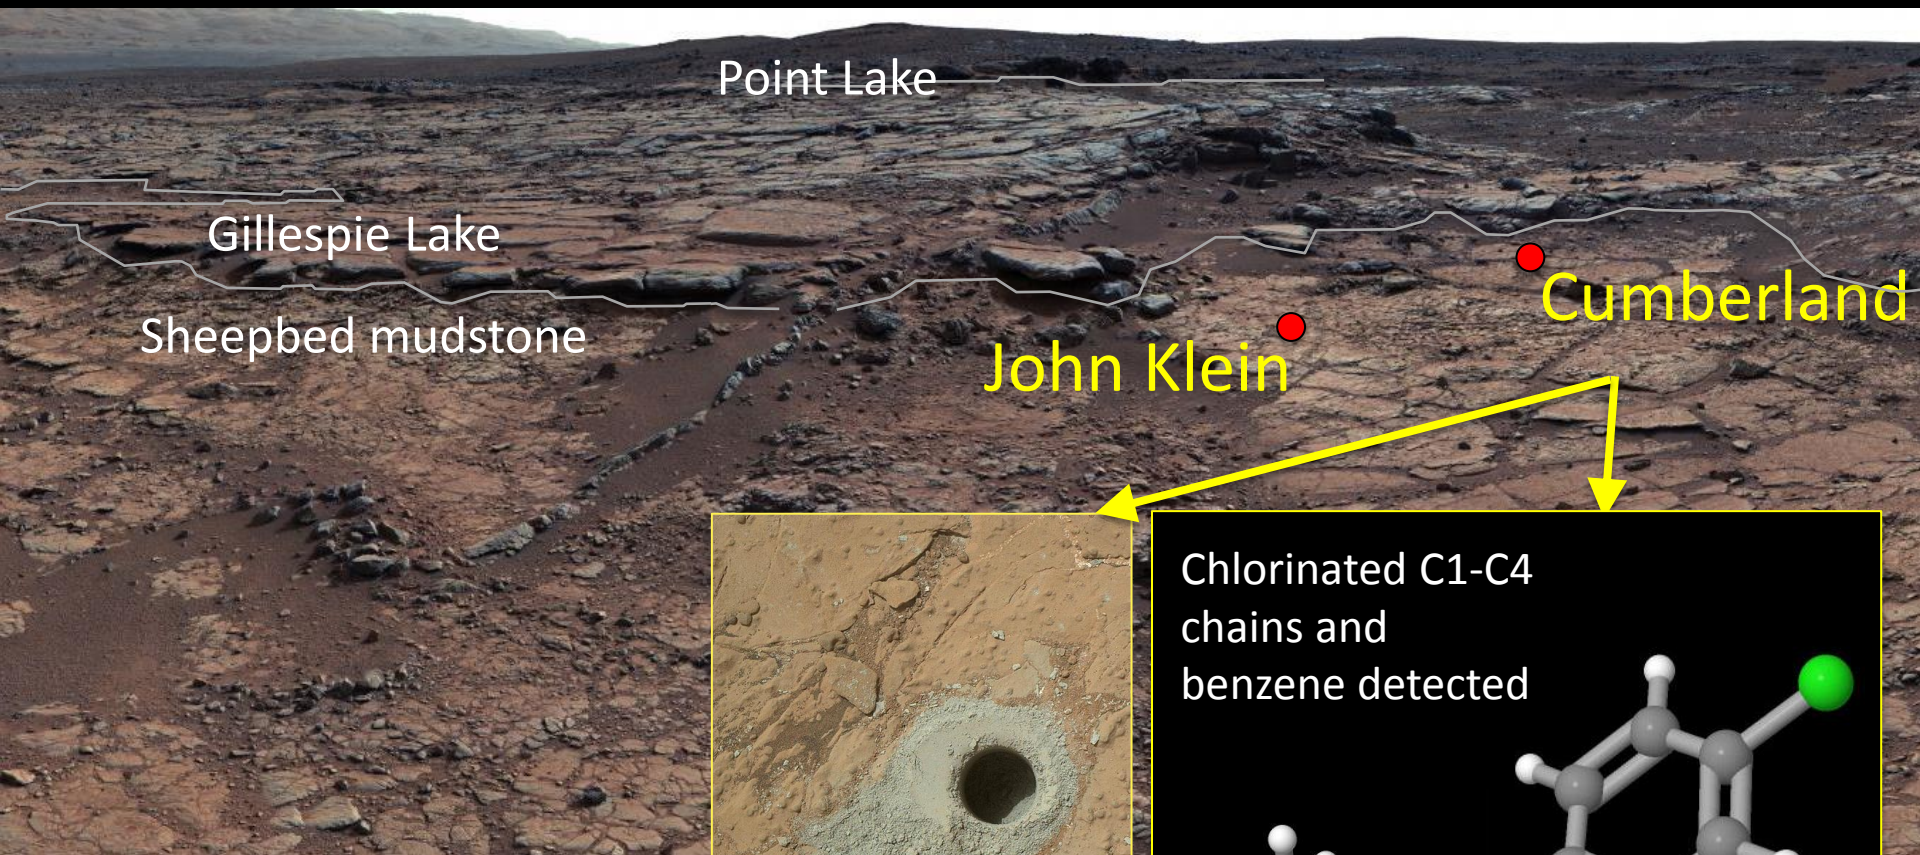 Point Lake
Gillespie Lake
Sheepbed mudstone
Cumberland
John Klein
Chlorinated C1-C4
chains and
benzene detected